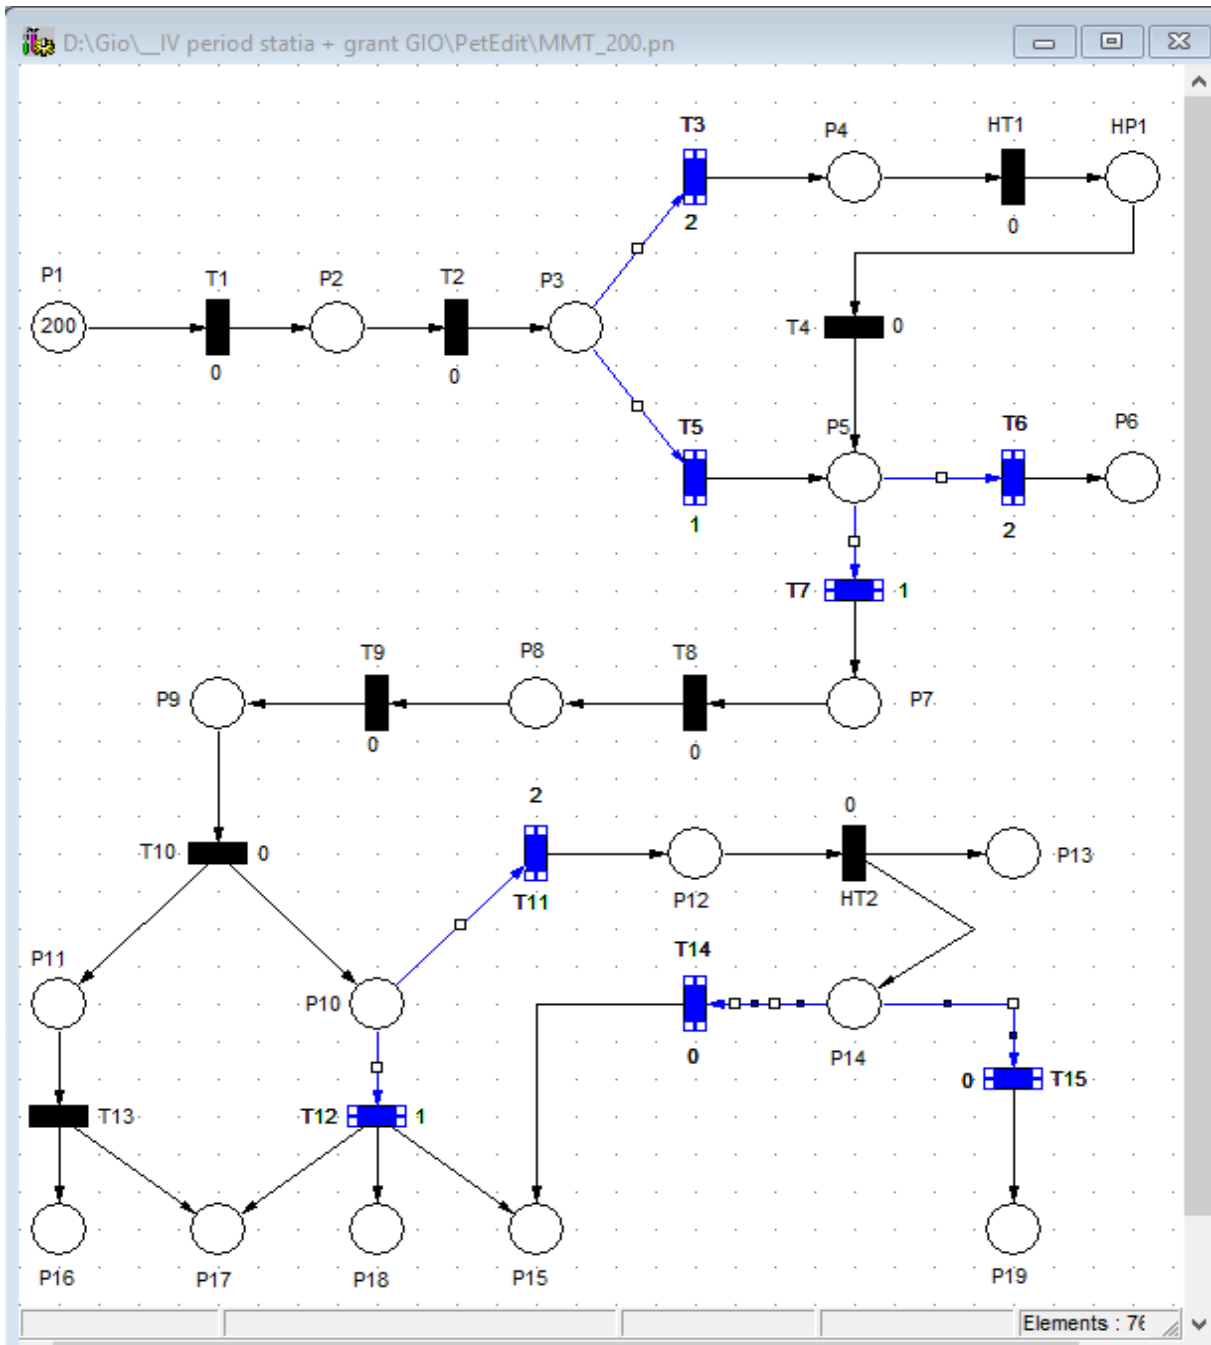 D:\Gio\__IV period statia + grant GIO\PetEdit\MMT_200.pn
T3
P4
HT1
HP1
2
0
P1
T1
P2
T2
P3
200
T4
0
0
0
T5
P5
T6
P6
1
2
T7
1
T9
P8
T8
P9
P7
0
0
2
0
T10
0
P13
T11
P12
HT2
P11
T14
P10
P14
0
0
T15
T13
T12
1
P16
P17
P18
P15
P19
Elements : 76